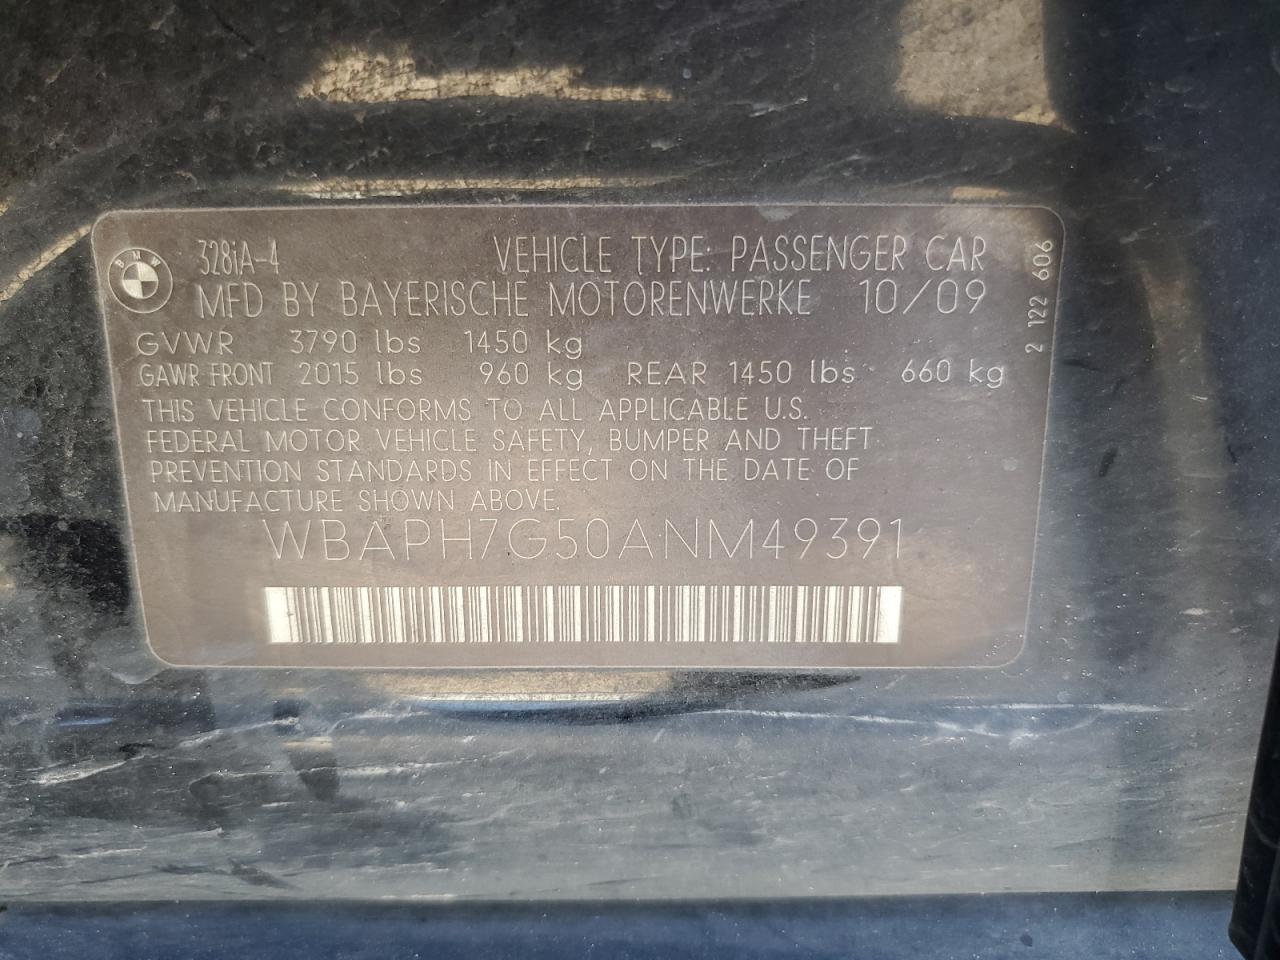 BMW
328iA-4 VEHICLE TYPE: PASSENGER CAR
MFD BY BAYERISCHE MOTORENWERKE 10/09
GVWR 3790 lbs 1450 kg
GAWR FRONT 2015 lbs 960 kg REAR 1450 lbs 660 kg
THIS VEHICLE CONFORMS TO ALL APPLICABLE U.S.
FEDERAL MOTOR VEHICLE SAFETY, BUMPER AND THEFT
PREVENTION STANDARDS IN EFFECT ON THE DATE OF
MANUFACTURE SHOWN ABOVE.
WBAPH7G50ANM49391
2 122 606